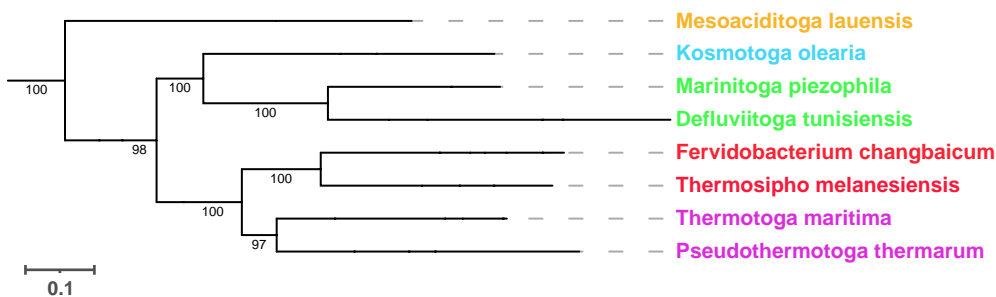 Mesoaciditoga lauensis
Kosmotoga olearia
100
100
Marinitoga piezophila
100
Defluviitoga tunisiensis
98
Fervidobacterium changbaicum
100
Thermosipho melanesiensis
100
Thermotoga maritima
97
Pseudothermotoga thermarum
0.1